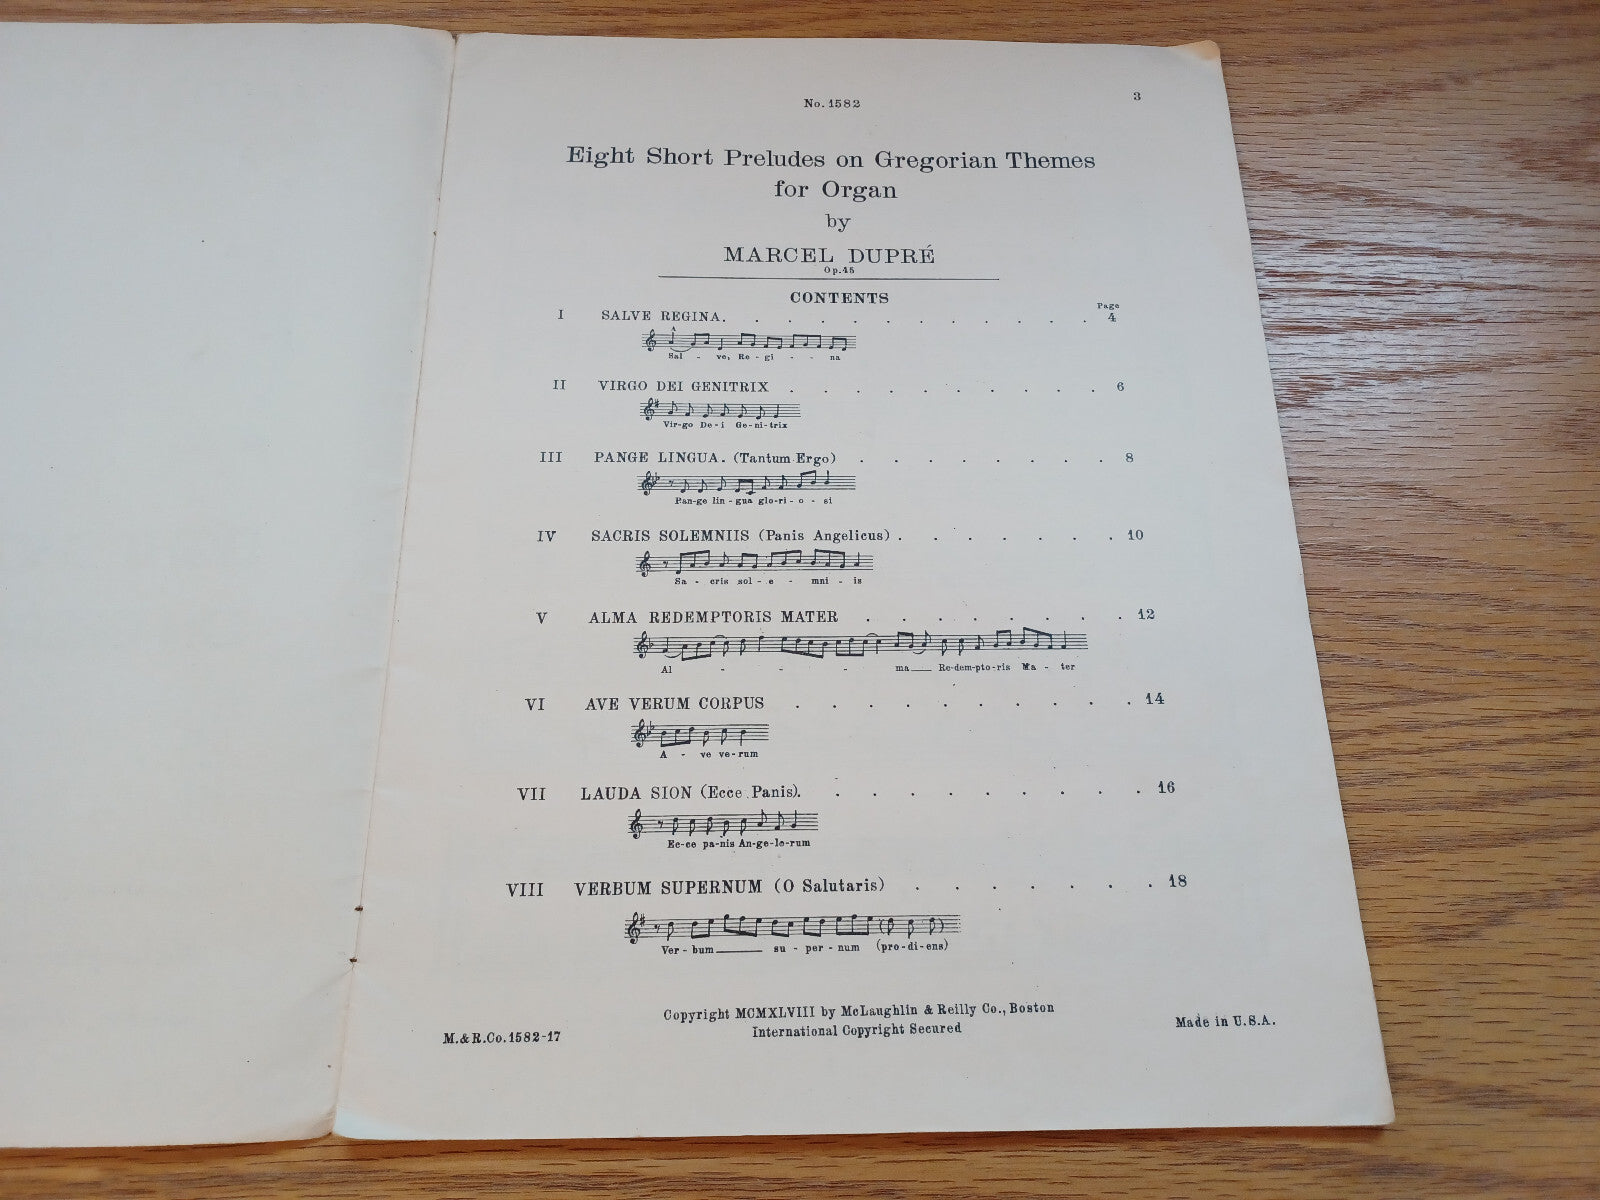 No. 1582
3
Eight Short Preludes on Gregorian Themes
for Organ
by
MARCEL DUPRÉ
Op. 45
CONTENTS
Page
I SALVE REGINA. . . . . . . . . . . . 4
Sal - ve, Re - gi - - na
II VIRGO DEI GENITRIX . . . . . . . . . . 6
Vir-go De-i Ge-ni-trix
III PANGE LINGUA. (Tantum Ergo) . . . . . . . . 8
Pan-ge lin-gua glo-ri-o-si
IV SACRIS SOLEMNIIS (Panis Angelicus) . . . . . . . 10
Sa - cris sol - e - mni - is
V ALMA REDEMPTORIS MATER . . . . . . . . 12
Al - - - ma___ Re-dem-pto-ris Ma - ter
VI AVE VERUM CORPUS . . . . . . . . . . 14
A - ve ve-rum
VII LAUDA SION (Ecce Panis). . . . . . . . . . 16
Ec-ce pa-nis An-ge-lo-rum
VIII VERBUM SUPERNUM (O Salutaris) . . . . . . . 18
Ver - bum______ su - per - num (pro-di-ens)
Copyright MCMXLVIII by McLaughlin & Reilly Co., Boston
International Copyright Secured
M. & R. Co. 1582-17
Made in U.S.A.